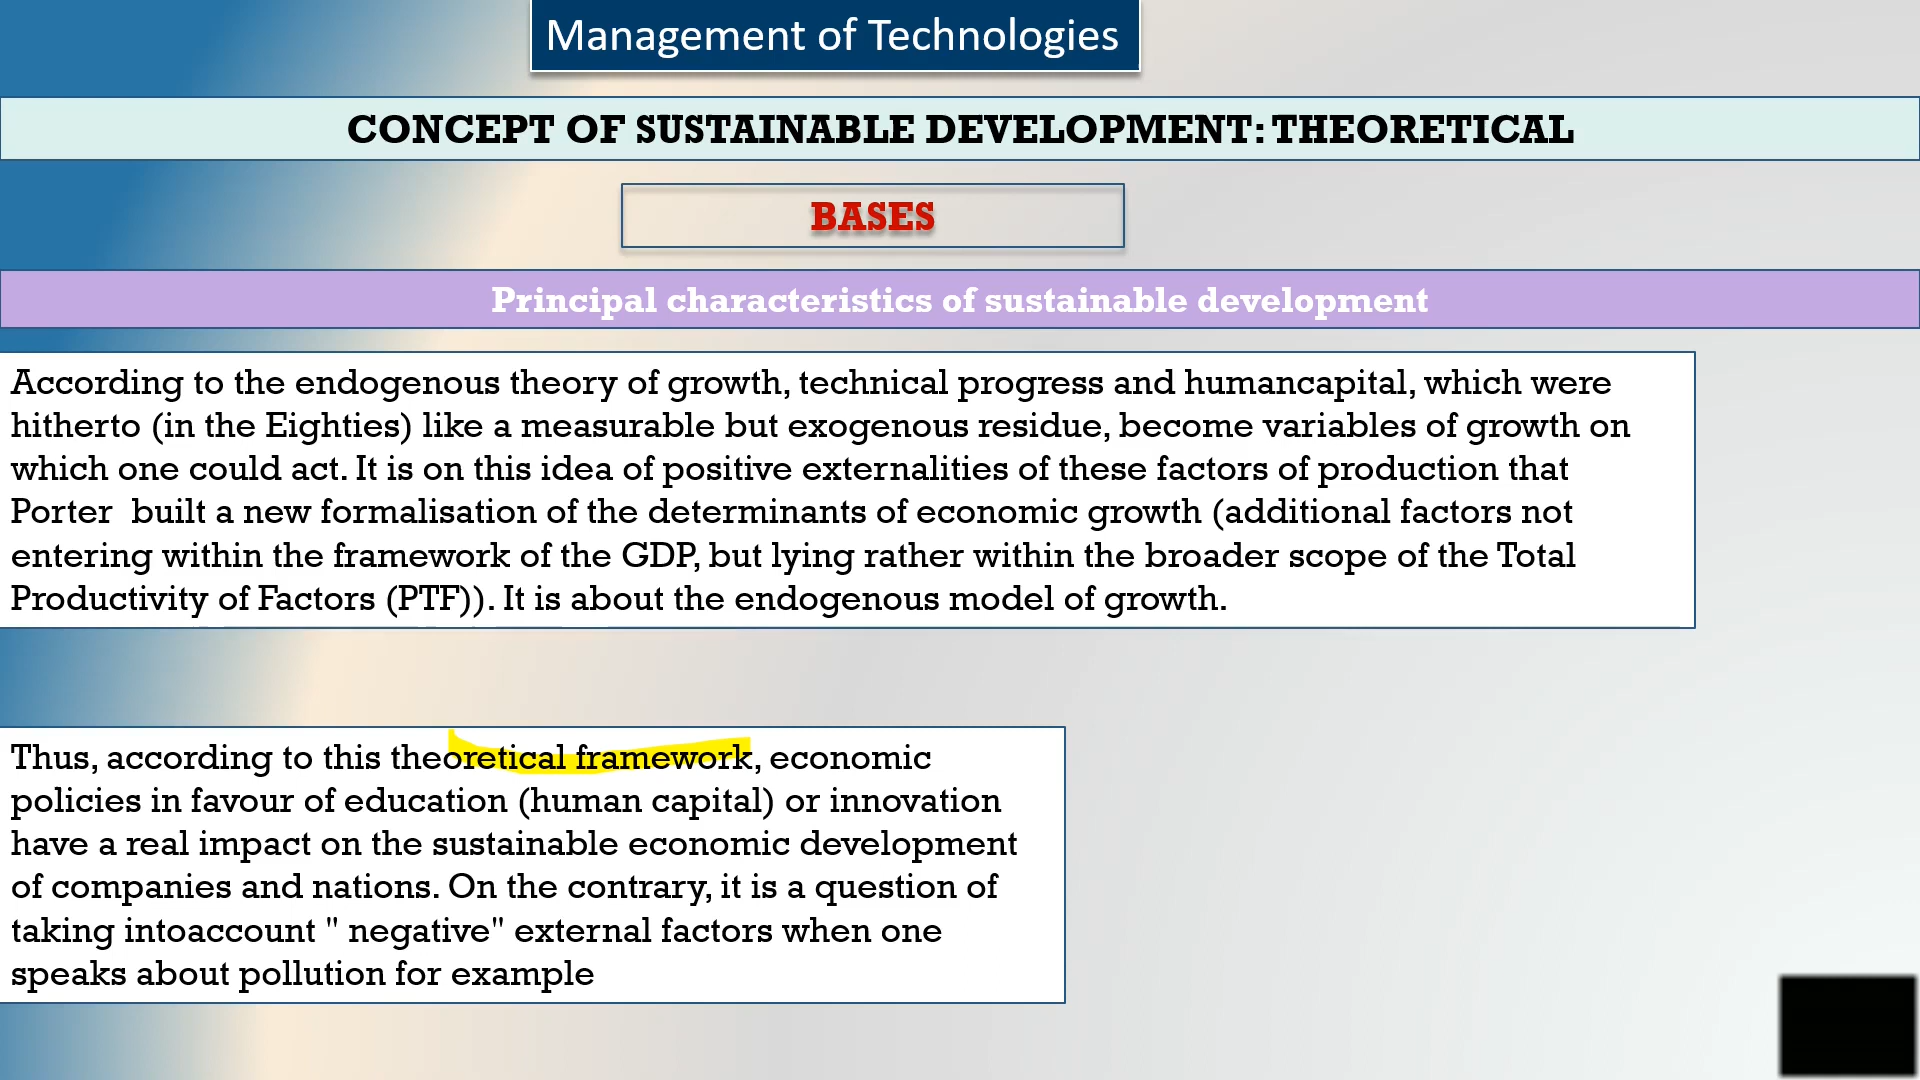 Management of Technologies
CONCEPT OF SUSTAINABLE DEVELOPMENT: THEORETICAL
BASES
Principal characteristics of sustainable development
According to the endogenous theory of growth, technical progress and humancapital, which were
hitherto (in the Eighties) like a measurable but exogenous residue, become variables of growth on
which one could act. It is on this idea of positive externalities of these factors of production that
Porter  built a new formalisation of the determinants of economic growth (additional factors not
entering within the framework of the GDP, but lying rather within the broader scope of the Total
Productivity of Factors (PTF)). It is about the endogenous model of growth.
Thus, according to this theoretical framework, economic
policies in favour of education (human capital) or innovation
have a real impact on the sustainable economic development
of companies and nations. On the contrary, it is a question of
taking intoaccount " negative" external factors when one
speaks about pollution for example